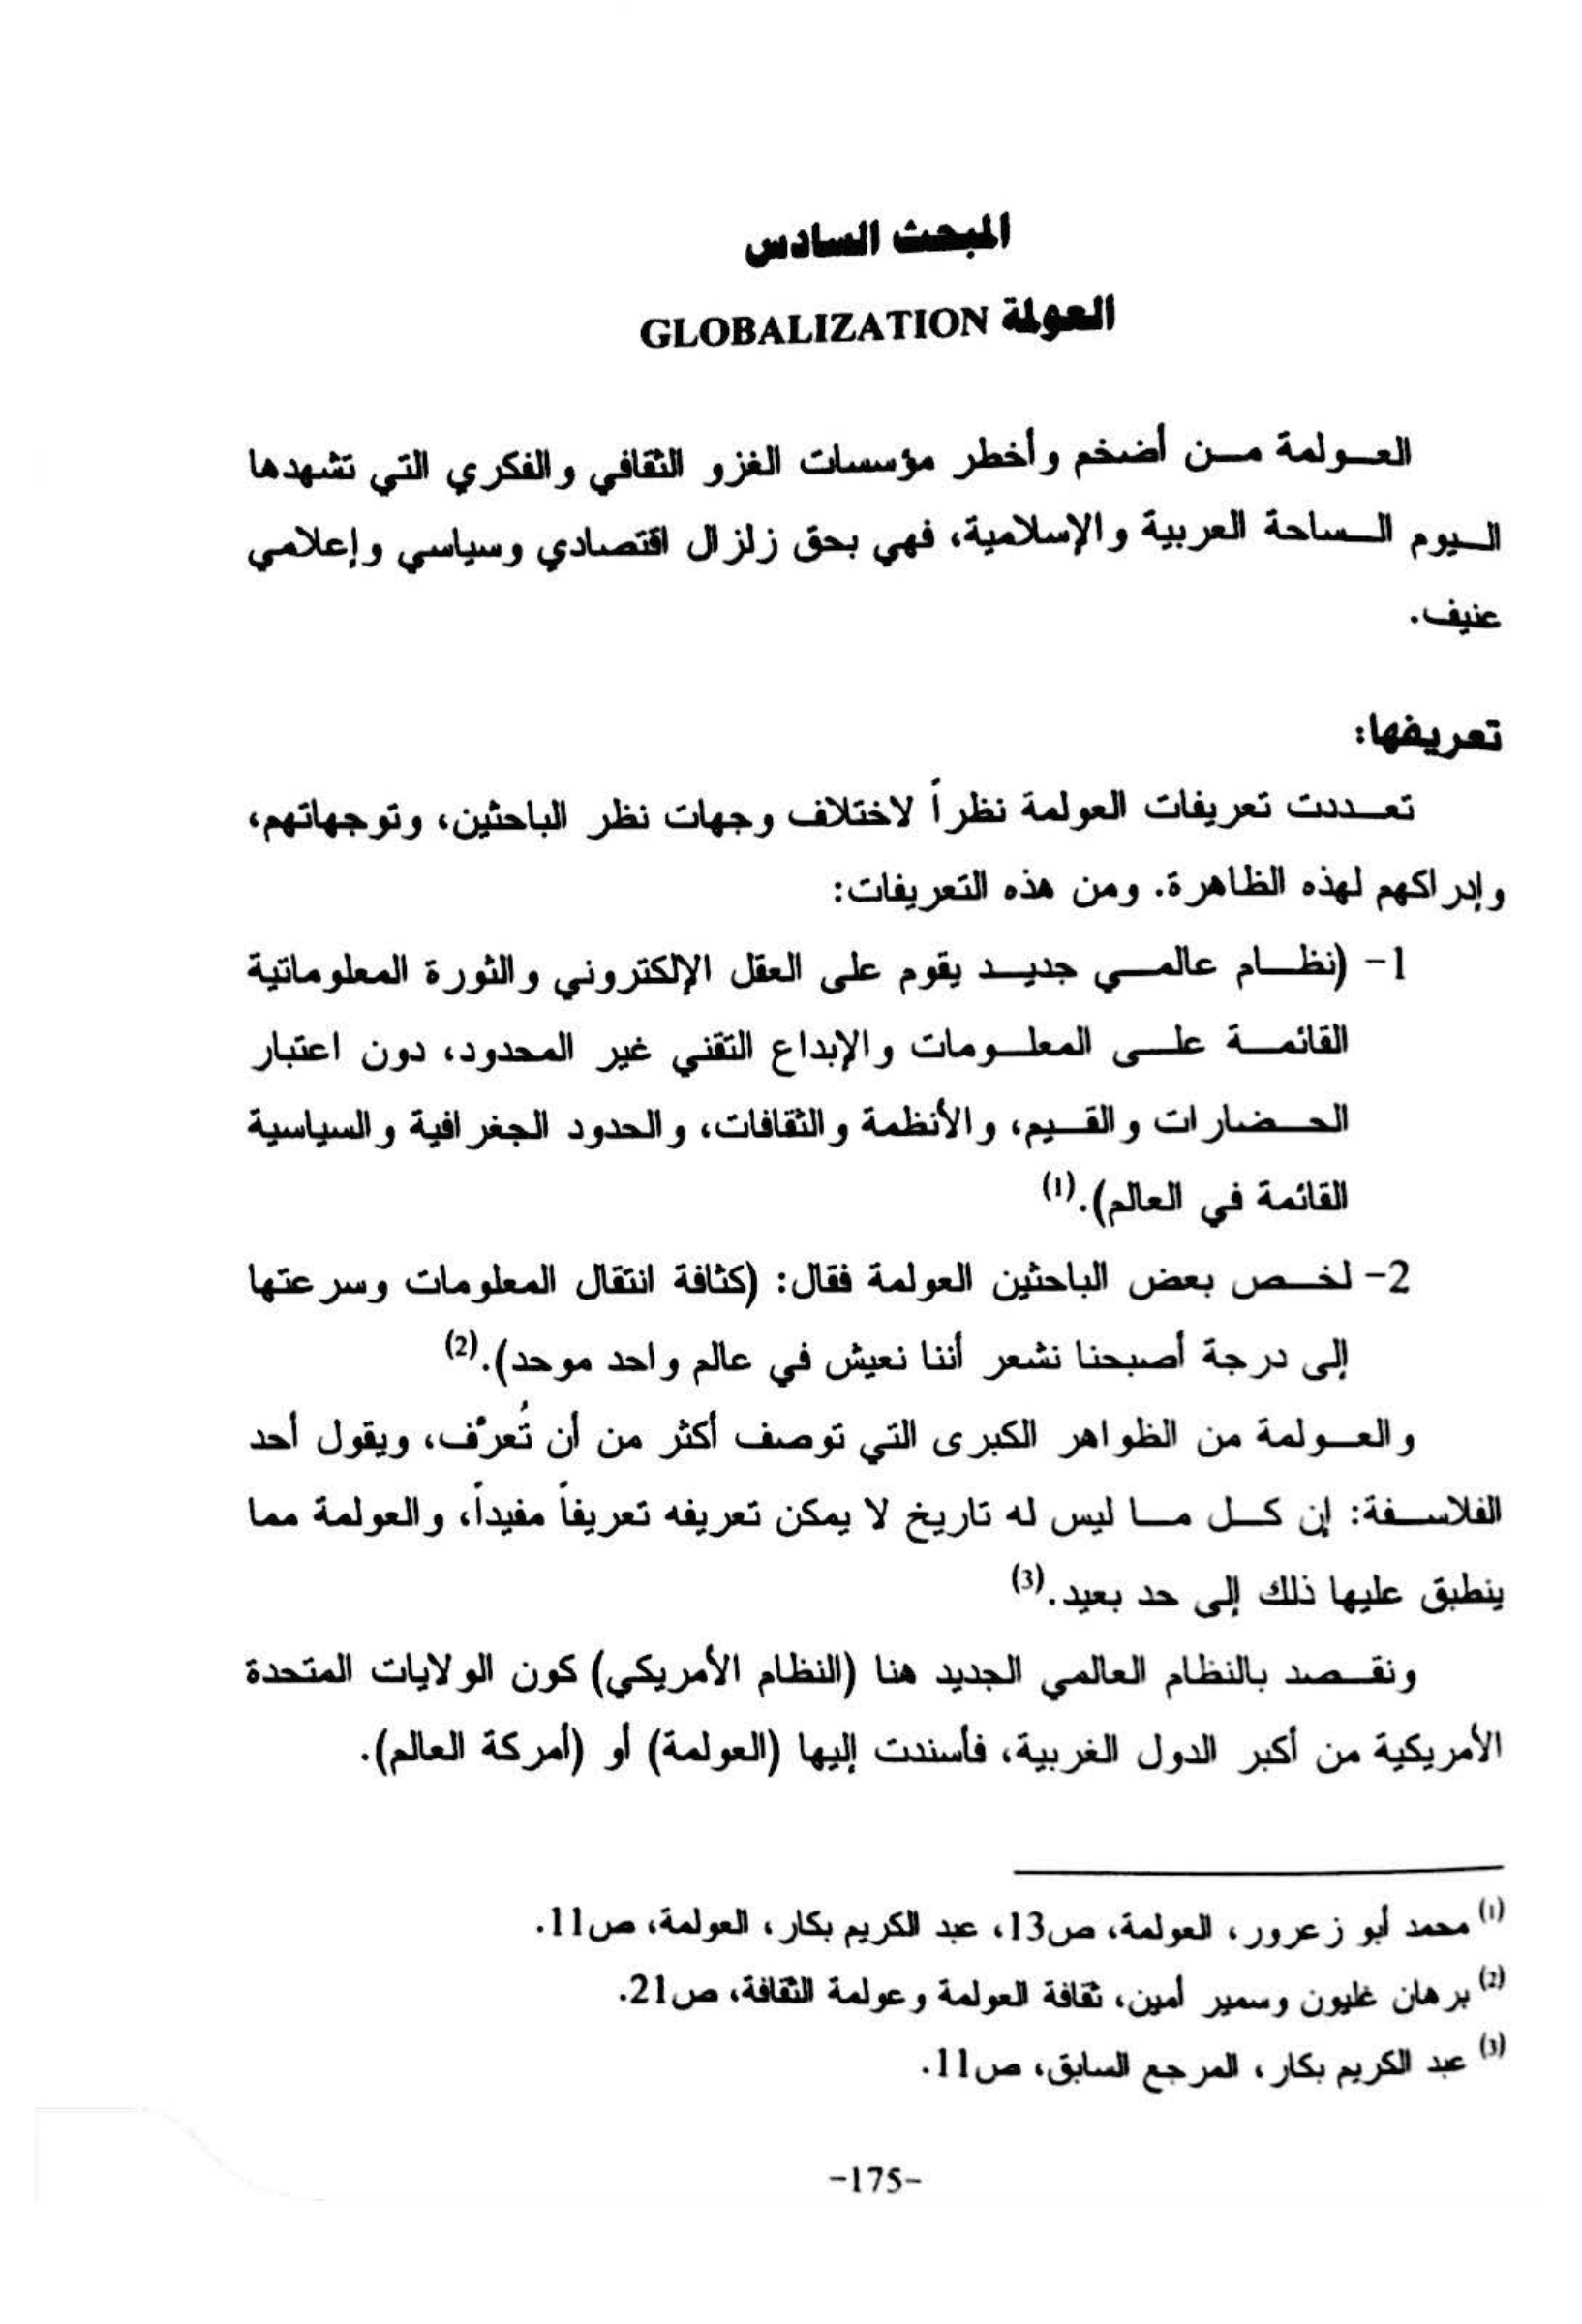 المبحث السادس
العولمة GLOBALIZATION
العولمة من أضخم وأخطر مؤسسات الغزو الثقافي والفكري التي تشهدها
اليوم الساحة العربية والإسلامية، فهي بحق زلزال اقتصادي وسياسي وإعلامي
عنيف.
تعريفها:
تعددت تعريفات العولمة نظراً لاختلاف وجهات نظر الباحثين، وتوجهاتهم،
وإدراكهم لهذه الظاهرة. ومن هذه التعريفات:
1- (نظام عالمي جديد يقوم على العقل الإلكتروني والثورة المعلوماتية
القائمة على المعلومات والإبداع التقني غير المحدود، دون اعتبار
الحضارات والقيم، والأنظمة والثقافات، والحدود الجغرافية والسياسية
القائمة في العالم).(1)
2- لخص بعض الباحثين العولمة فقال: (كثافة انتقال المعلومات وسرعتها
إلى درجة أصبحنا نشعر أننا نعيش في عالم واحد موحد).(2)
والعولمة من الظواهر الكبرى التي توصف أكثر من أن تُعرّف، ويقول أحد
الفلاسفة: إن كل ما ليس له تاريخ لا يمكن تعريفه تعريفاً مفيداً، والعولمة مما
ينطبق عليها ذلك إلى حد بعيد.(3)
ونقصد بالنظام العالمي الجديد هنا (النظام الأمريكي) كون الولايات المتحدة
الأمريكية من أكبر الدول الغربية، فأسندت إليها (العولمة) أو (أمركة العالم).
(1) محمد أبو زعرور، العولمة، ص13، عبد الكريم بكار، العولمة، ص11.
(2) برهان غليون وسمير أمين، ثقافة العولمة وعولمة الثقافة، ص21.
(3) عبد الكريم بكار، المرجع السابق، ص11.
-175-